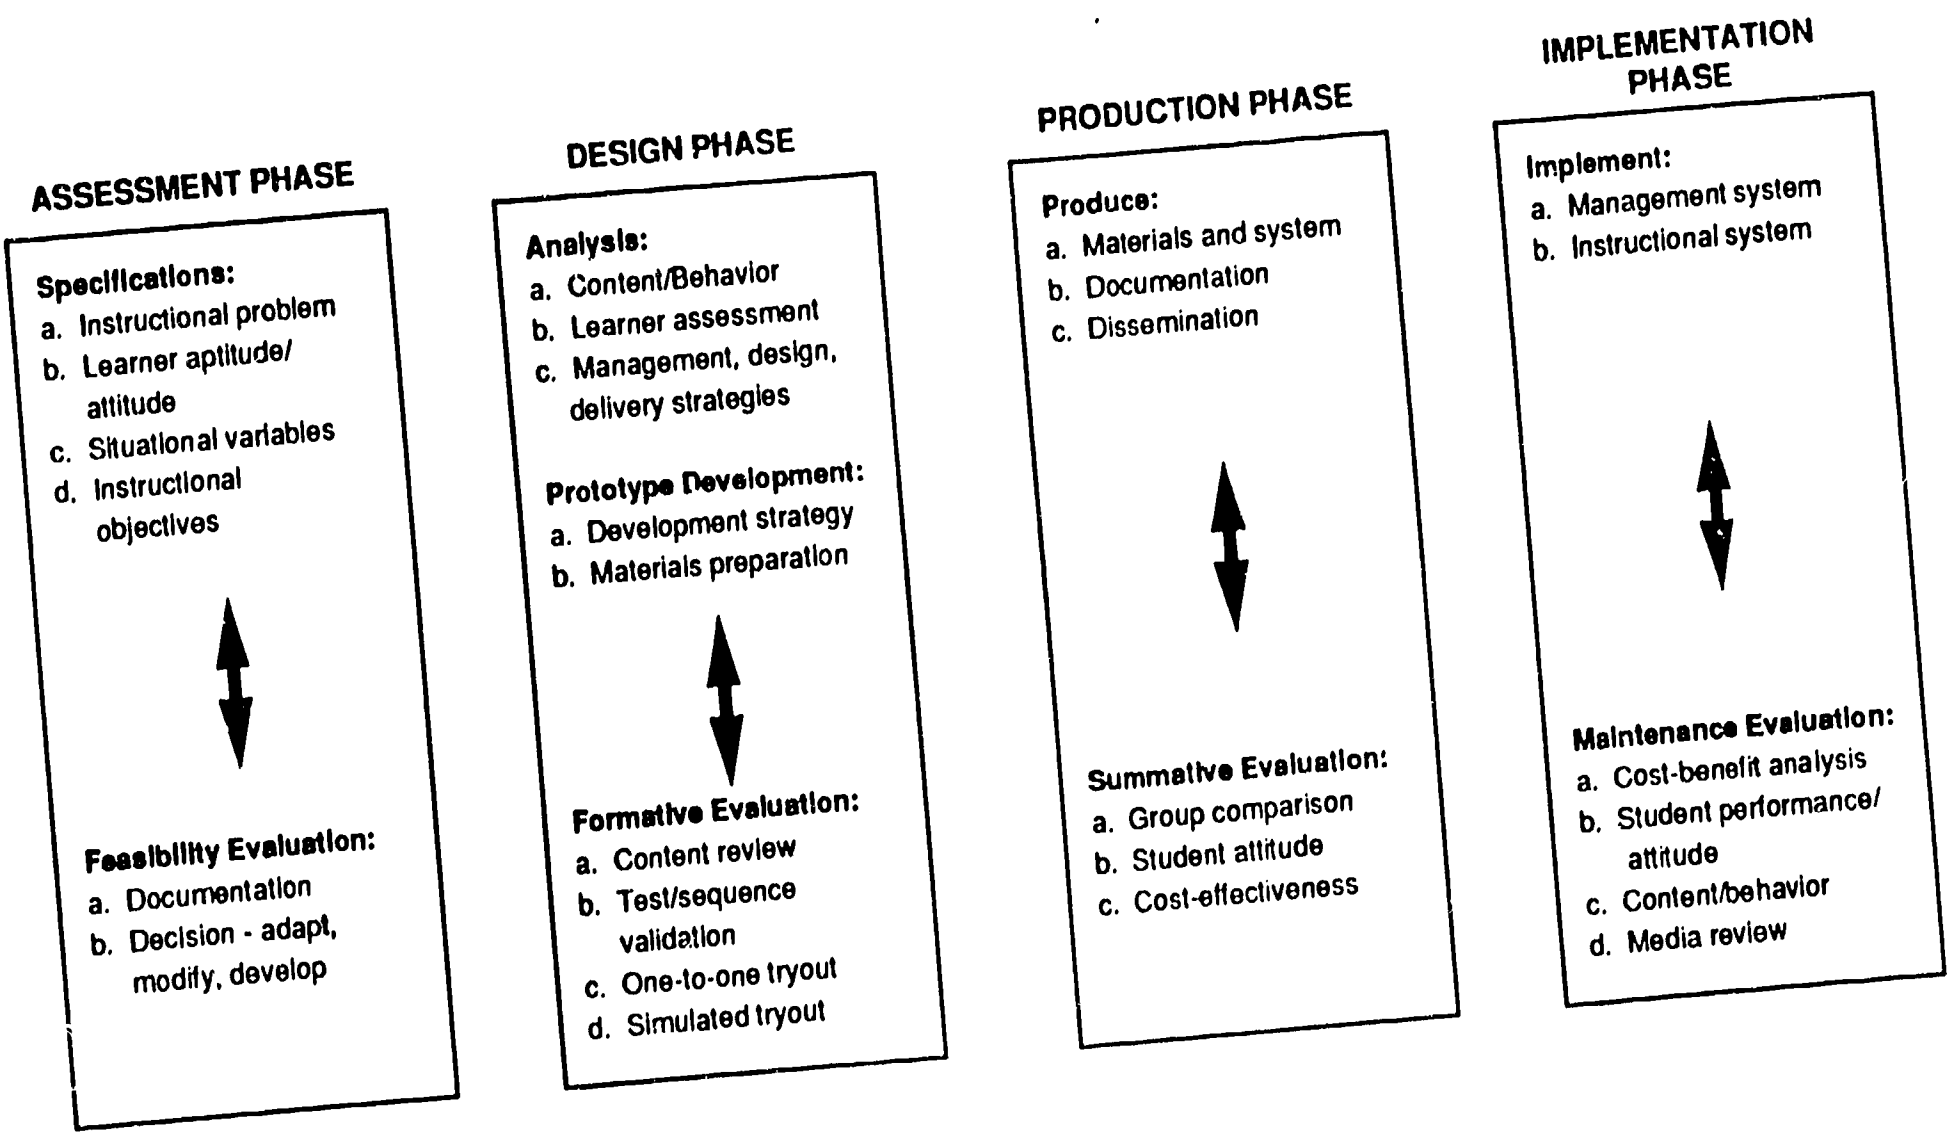 ASSESSMENT PHASE
Specifications:
a. Instructional problem
b. Learner aptitude/
attitude
c. Situational variables
d. Instructional
objectives
Feasibility Evaluation:
a. Documentation
b. Decision - adapt,
modify, develop
DESIGN PHASE
Analysis:
a. Content/Behavior
b. Learner assessment
c. Management, design,
delivery strategies
Prototype Development:
a. Development strategy
b. Materials preparation
Formative Evaluation:
a. Content review
b. Test/sequence
validation
c. One-to-one tryout
d. Simulated tryout
PRODUCTION PHASE
Produce:
a. Materials and system
b. Documentation
c. Dissemination
Summative Evaluation:
a. Group comparison
b. Student attitude
c. Cost-effectiveness
IMPLEMENTATION
PHASE
Implement:
a. Management system
b. Instructional system
Maintenance Evaluation:
a. Cost-benefit analysis
b. Student performance/
attitude
c. Content/behavior
d. Media review